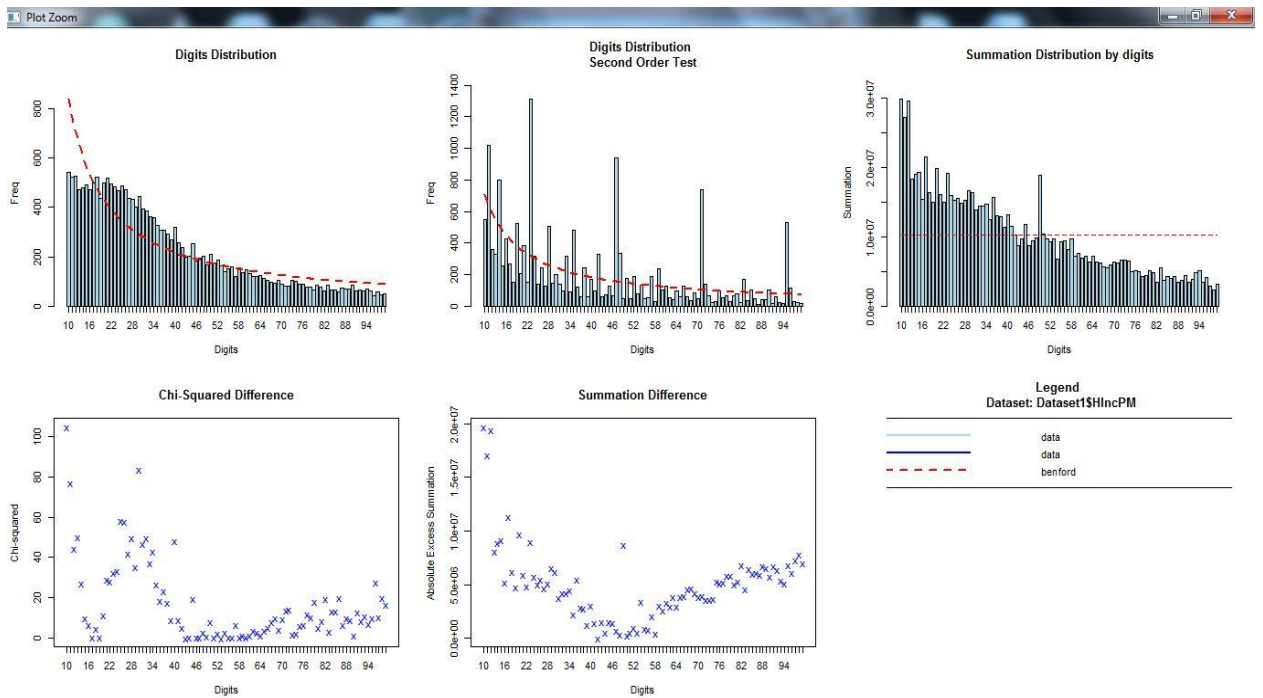 Plot Zoom
Digits Distribution
Freq
0 200 400 600 800
10 16 22 28 34 40 46 52 58 64 70 76 82 88 94
Digits
Digits Distribution
Second Order Test
Freq
0 200 400 600 800 1000 1200 1400
10 16 22 28 34 40 46 52 58 64 70 76 82 88 94
Digits
Summation Distribution by digits
Summation
0.0e+00 1.0e+07 2.0e+07 3.0e+07
10 16 22 28 34 40 46 52 58 64 70 76 82 88 94
Digits
Chi-Squared Difference
Chi-squared
0 20 40 60 80 100
10 22 28 34 40 46 52 58 64 70 76 82 88 94
Digits
Summation Difference
Absolute Excess Summation
0.0e+00 5.0e+06 1.0e+07 1.5e+07 2.0e+07
10 22 28 34 40 46 52 58 64 70 76 82 88 94
Digits
Legend
Dataset: Dataset1$HIncPM
data
data
benford